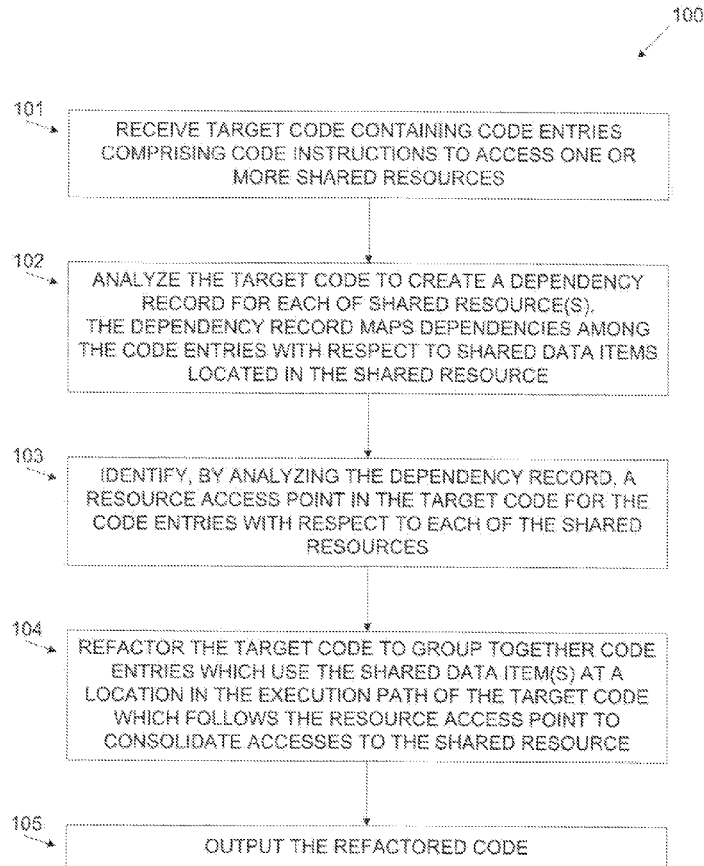 100
101
RECEIVE TARGET CODE CONTAINING CODE ENTRIES
COMPRISING CODE INSTRUCTIONS TO ACCESS ONE OR
MORE SHARED RESOURCES
102
ANALYZE THE TARGET CODE TO CREATE A DEPENDENCY
RECORD FOR EACH OF SHARED RESOURCE(S).
THE DEPENDENCY RECORD MAPS DEPENDENCIES AMONG
THE CODE ENTRIES WITH RESPECT TO SHARED DATA ITEMS
LOCATED IN THE SHARED RESOURCE
103
IDENTIFY, BY ANALYZING THE DEPENDENCY RECORD, A
RESOURCE ACCESS POINT IN THE TARGET CODE FOR THE
CODE ENTRIES WITH RESPECT TO EACH OF THE SHARED
RESOURCES
104
REFACTOR THE TARGET CODE TO GROUP TOGETHER CODE
ENTRIES WHICH USE THE SHARED DATA ITEM(S) AT A
LOCATION IN THE EXECUTION PATH OF THE TARGET CODE
WHICH FOLLOWS THE RESOURCE ACCESS POINT TO
CONSOLIDATE ACCESSES TO THE SHARED RESOURCE
105
OUTPUT THE REFACTORED CODE